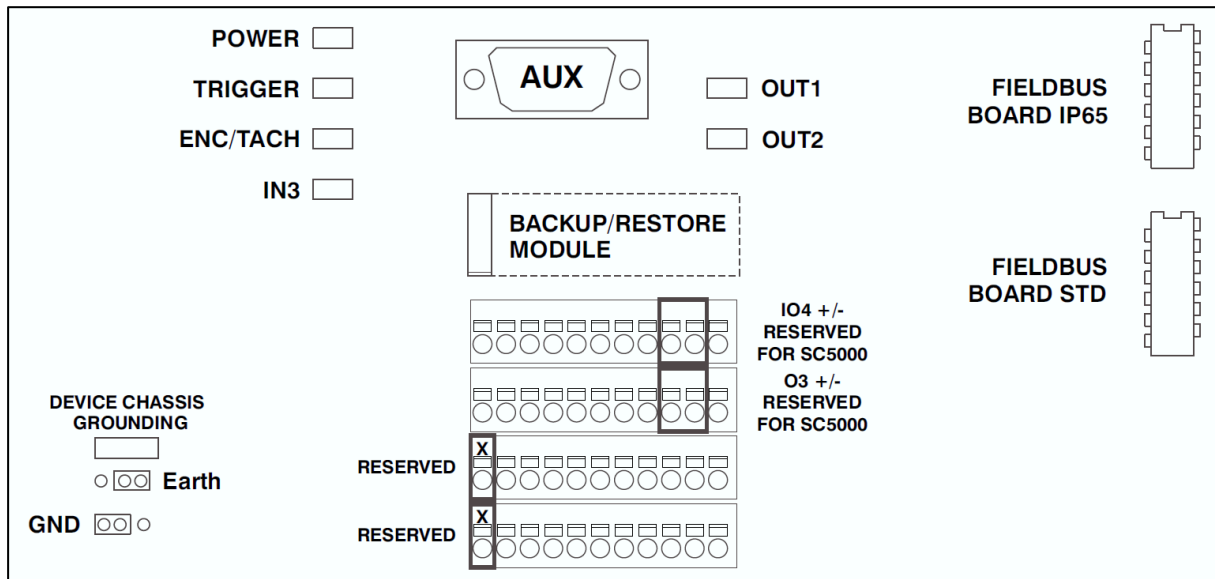 POWER
TRIGGER
ENC/TACH
IN3
AUX
OUT1
OUT2
FIELDBUS
BOARD IP65
BACKUP/RESTORE
MODULE
FIELDBUS
BOARD STD
IO4 +/-
RESERVED
FOR SC5000
O3 +/-
RESERVED
FOR SC5000
DEVICE CHASSIS
GROUNDING
Earth
GND
X
RESERVED
X
RESERVED